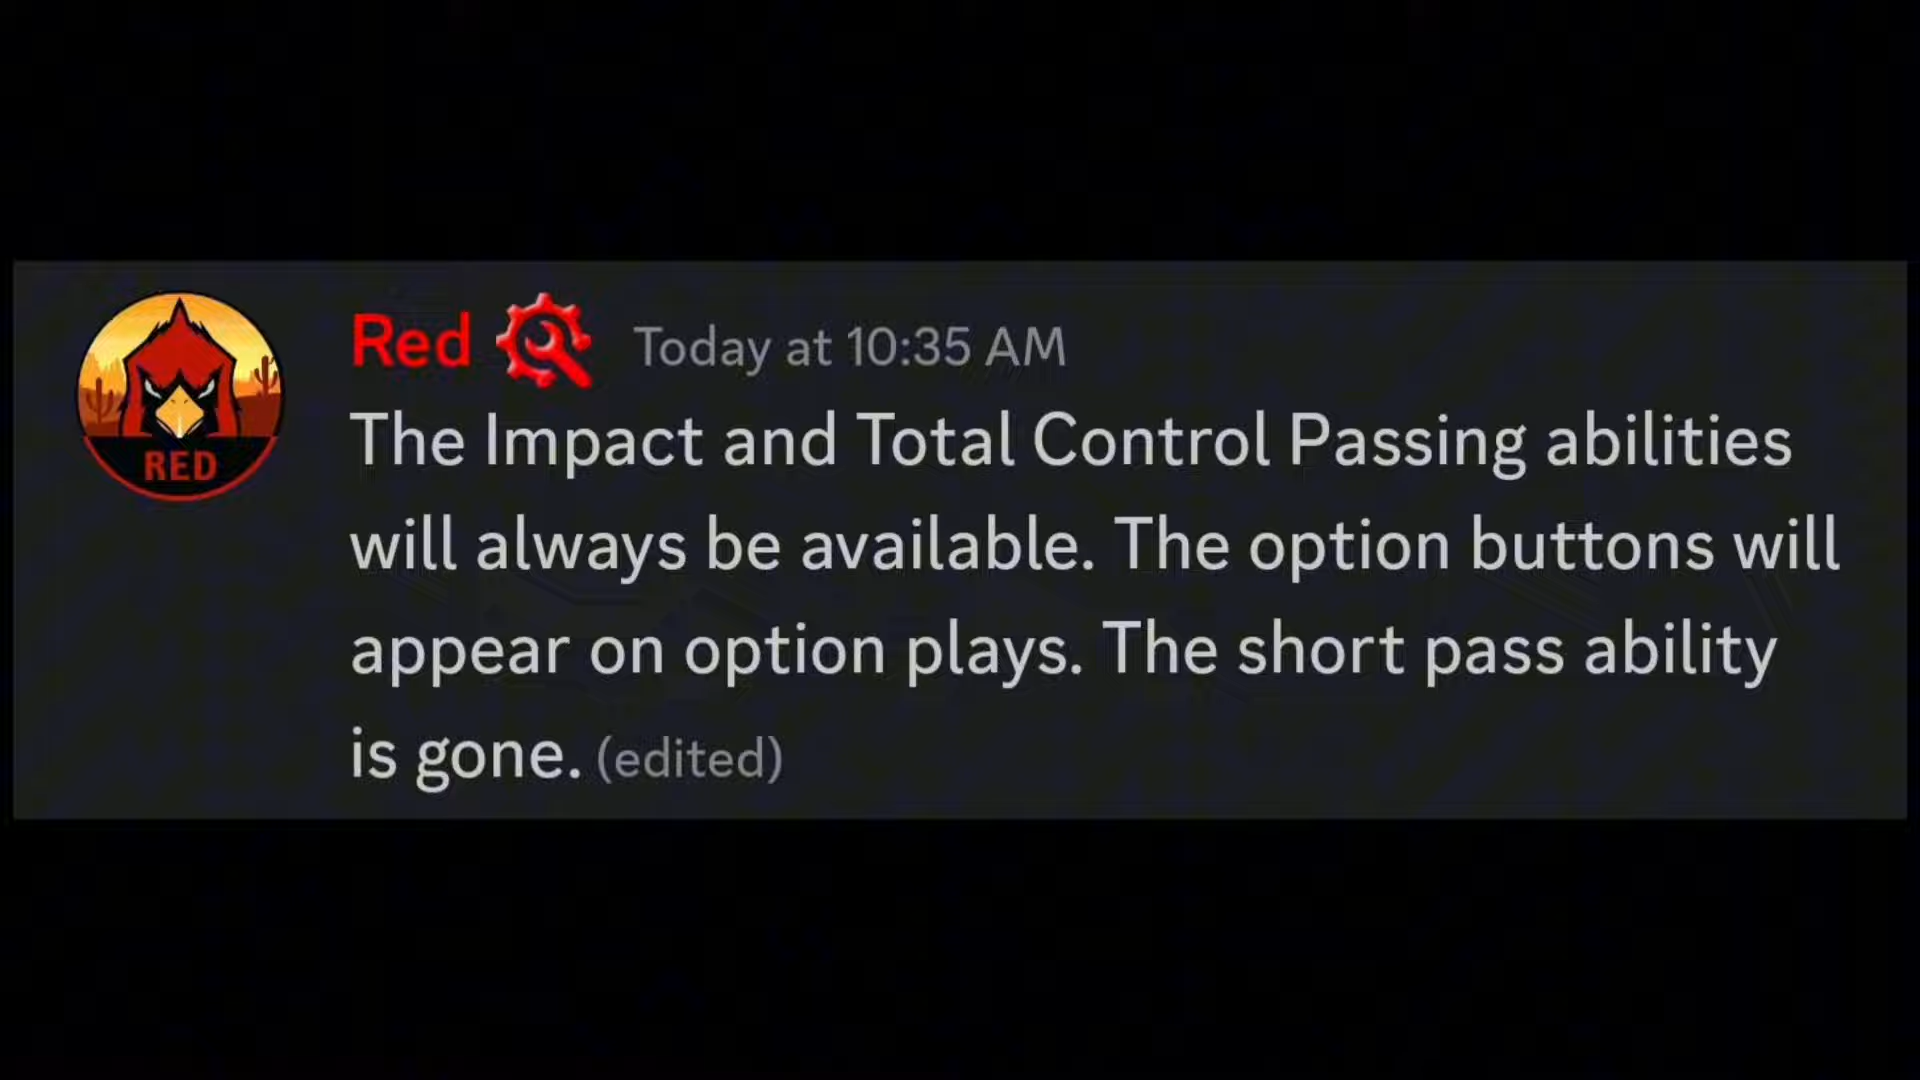 Red Today at 10:35 AM
The Impact and Total Control Passing abilities
will always be available. The option buttons will
appear on option plays. The short pass ability
is gone. (edited)
RED